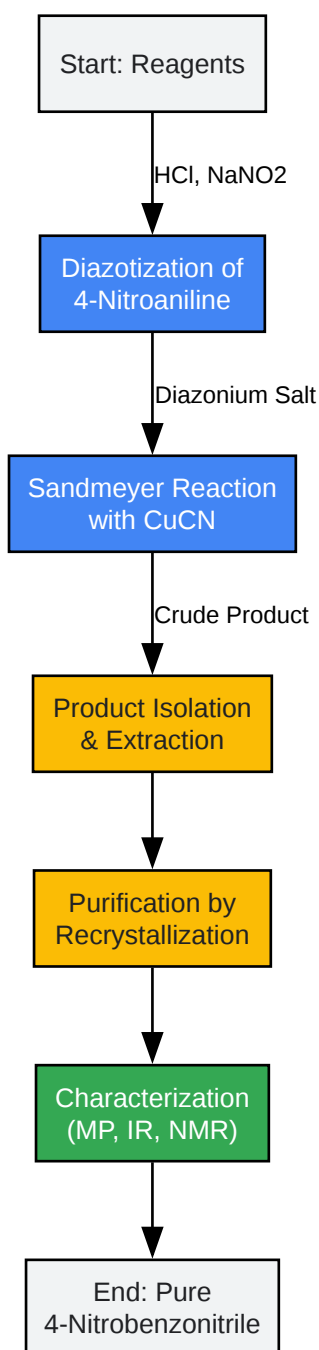 Start: Reagents
HCl, NaNO2
Diazotization of
4-Nitroaniline
Diazonium Salt
Sandmeyer Reaction
with CuCN
Crude Product
Product Isolation
& Extraction
Purification by
Recrystallization
Characterization
(MP, IR, NMR)
End: Pure
4-Nitrobenzonitrile